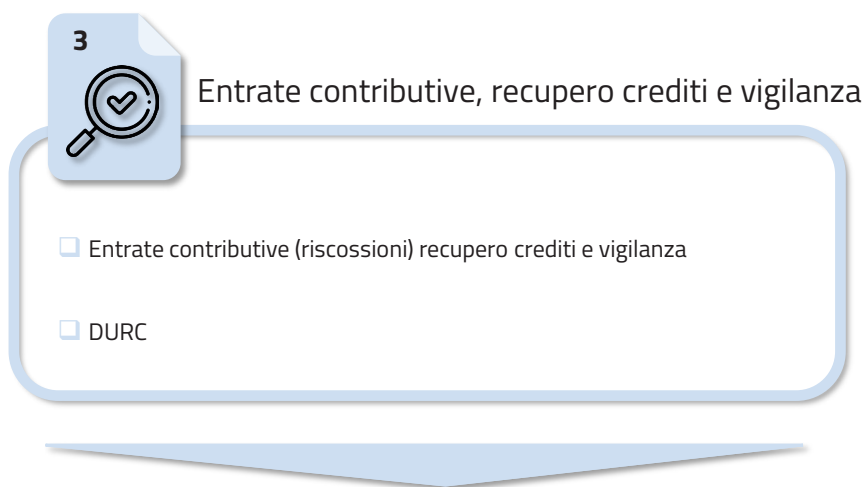 3
Entrate contributive, recupero crediti e vigilanza
Entrate contributive (riscossioni) recupero crediti e vigilanza
DURC